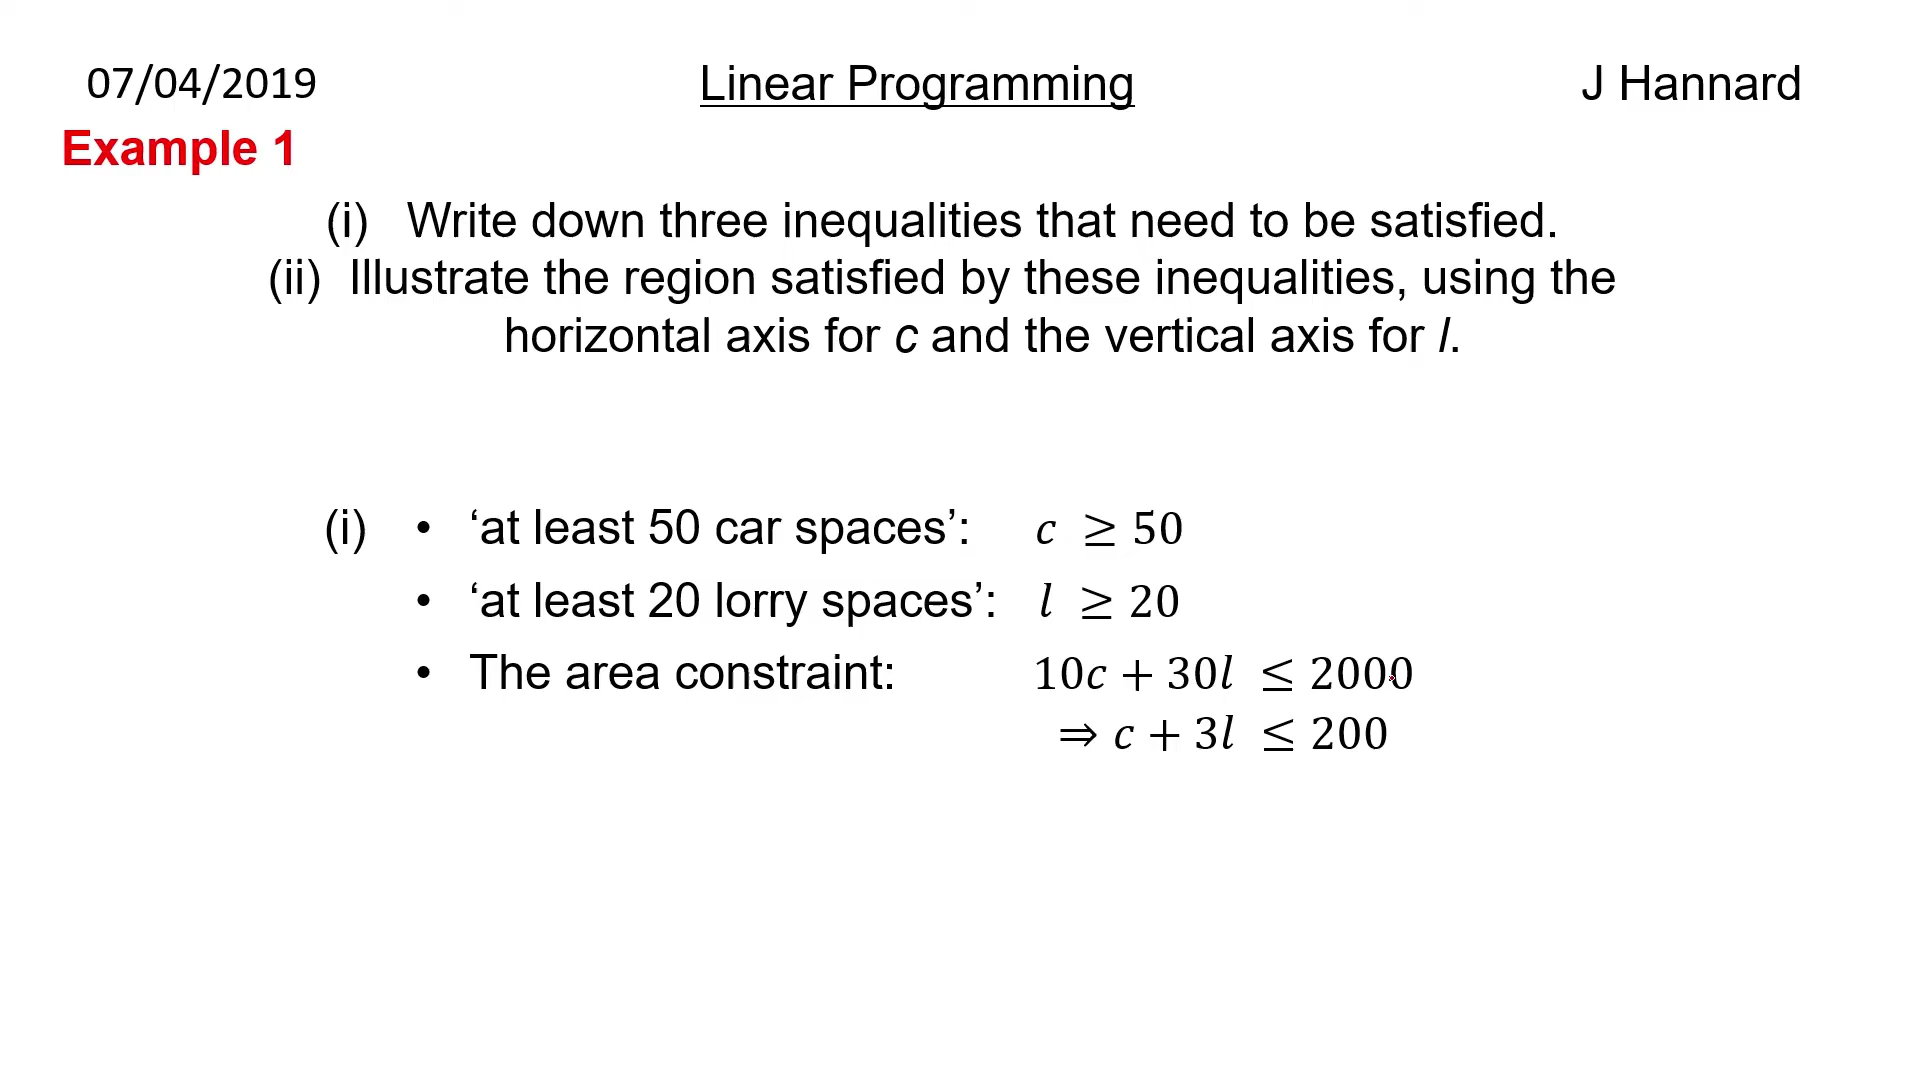 07/04/2019 Linear Programming J Hannard
Example 1
(i) Write down three inequalities that need to be satisfied.
(ii) Illustrate the region satisfied by these inequalities, using the
horizontal axis for c and the vertical axis for l.
(i) • ‘at least 50 car spaces’: c ≥ 50
• ‘at least 20 lorry spaces’: l ≥ 20
• The area constraint: 10c + 30l ≤ 2000
⇒ c + 3l ≤ 200